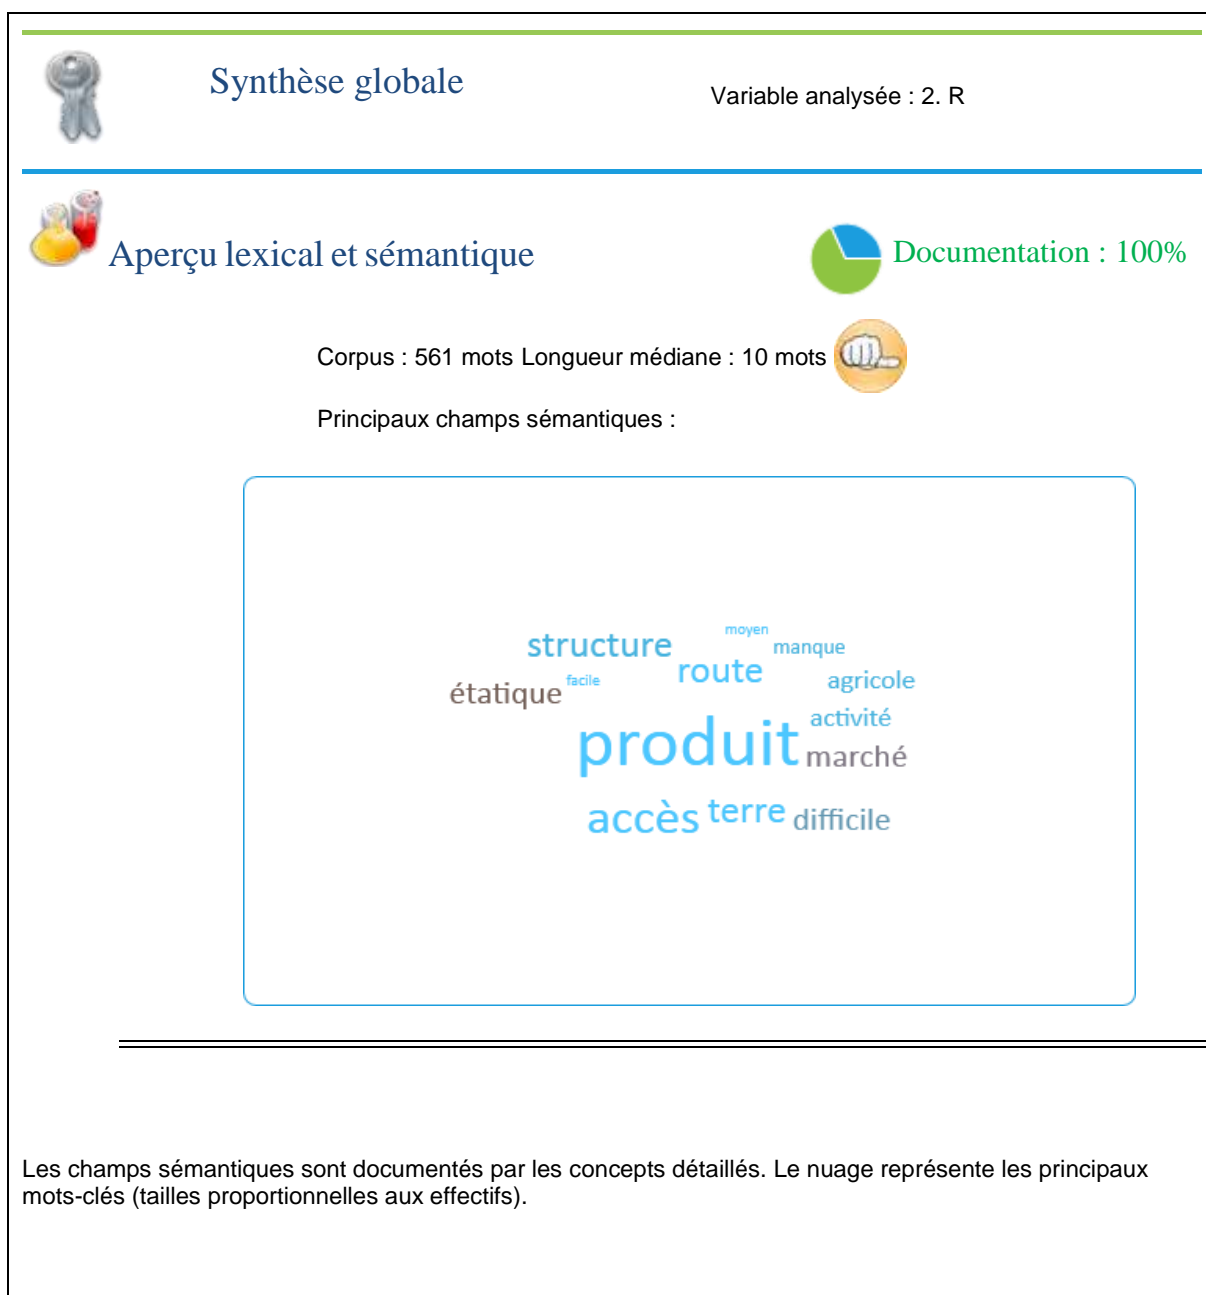 Synthèse globale
Variable analysée : 2. R
Aperçu lexical et sémantique
Documentation : 100%
Corpus : 561 mots Longueur médiane : 10 mots
Principaux champs sémantiques :
moyen
structure
manque
route
facile
agricole
étatique
activité
produit
marché
accès
terre
difficile
Les champs sémantiques sont documentés par les concepts détaillés. Le nuage représente les principaux
mots-clés (tailles proportionnelles aux effectifs).